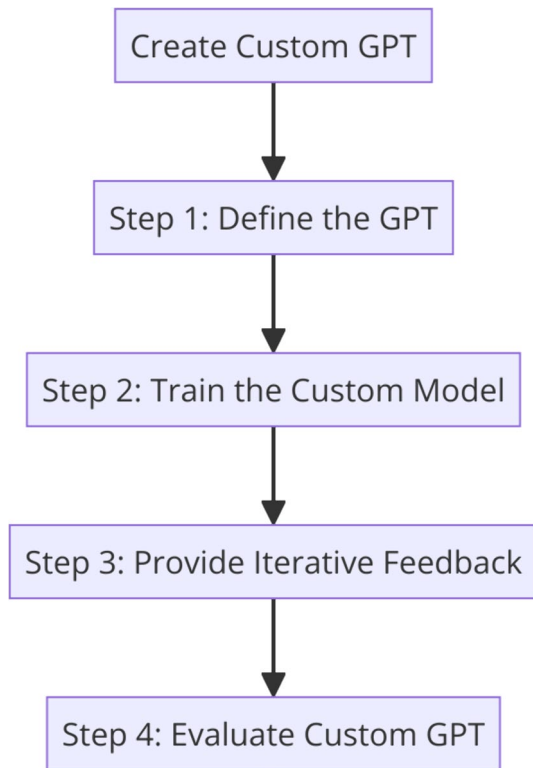 Create Custom GPT
Step 1: Define the GPT
Step 2: Train the Custom Model
Step 3: Provide Iterative Feedback
Step 4: Evaluate Custom GPT